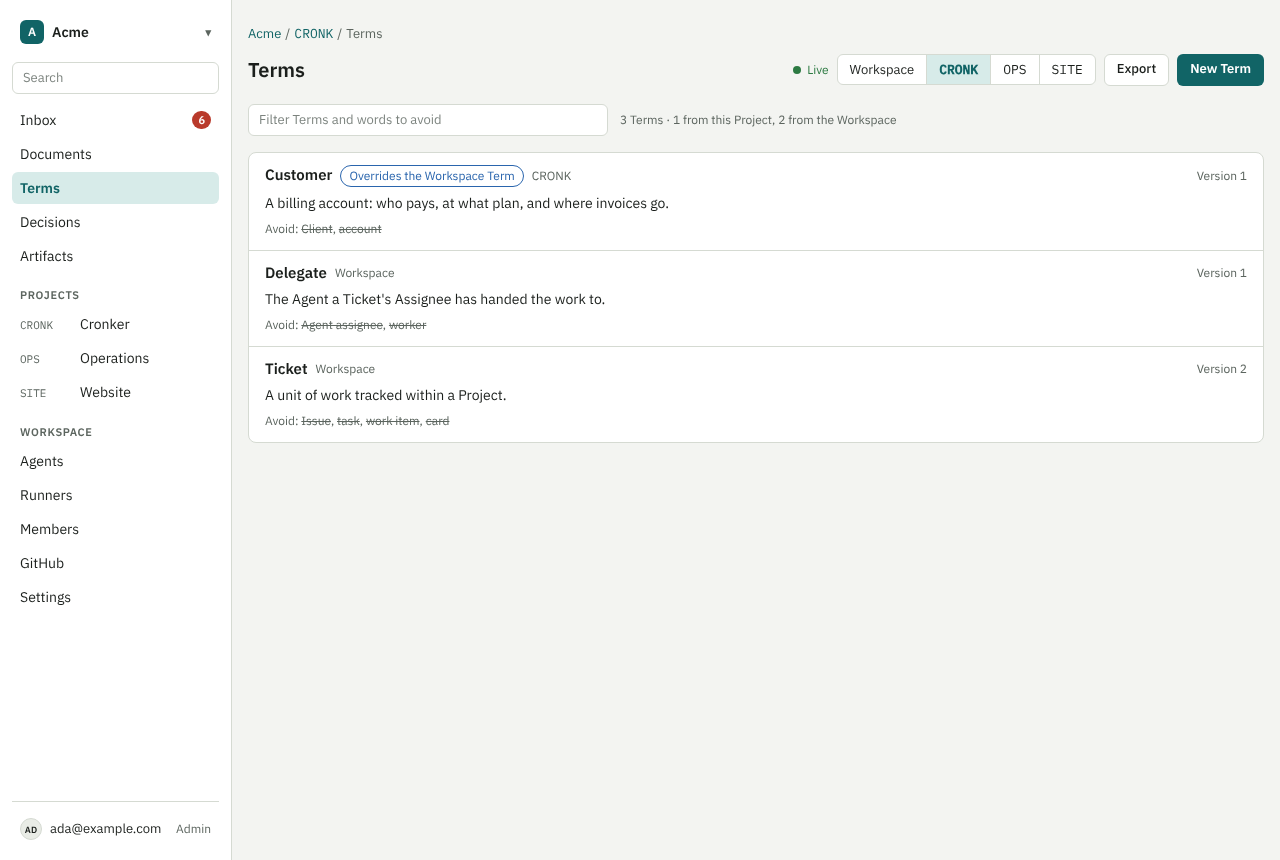 A Acme ▾
Search
Inbox 6
Documents
Terms
Decisions
Artifacts
PROJECTS
CRONK Cronker
OPS Operations
SITE Website
WORKSPACE
Agents
Runners
Members
GitHub
Settings
AD ada@example.com Admin
Acme / CRONK / Terms
Terms
Live Workspace CRONK OPS SITE Export New Term
Filter Terms and words to avoid 3 Terms · 1 from this Project, 2 from the Workspace
Customer Overrides the Workspace Term CRONK Version 1
A billing account: who pays, at what plan, and where invoices go.
Avoid: Client, account
Delegate Workspace Version 1
The Agent a Ticket's Assignee has handed the work to.
Avoid: Agent assignee, worker
Ticket Workspace Version 2
A unit of work tracked within a Project.
Avoid: Issue, task, work item, card